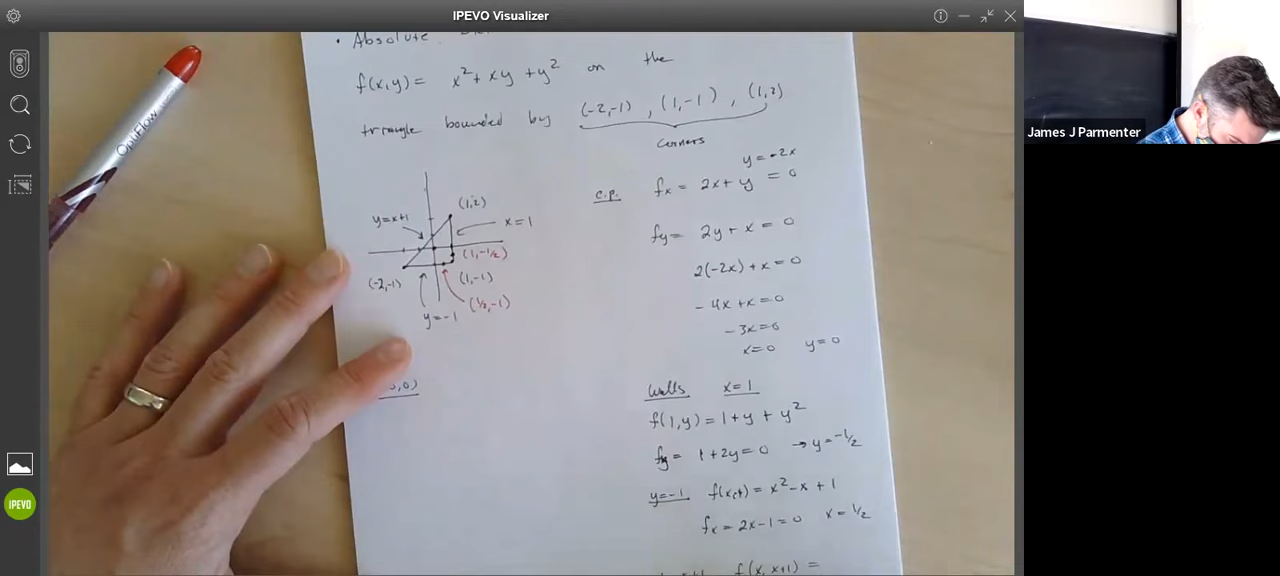 IPEVO Visualizer
James J Parmenter
OptiFlow
• Absolute
f(x,y) = x² + xy + y² on the
triangle bounded by (-2,-1), (1,-1), (1,2)
corners
y = -2x
c.p. fx = 2x + y = 0
fy = 2y + x = 0
2(-2x) + x = 0
-4x + x = 0
-3x = 0
x = 0 y = 0
(1,2)
y = x+1
x = 1
(1,-1/2)
(-2,-1)
(1,-1)
(1/2,-1)
y = -1
,0)
Walls x = 1
f(1,y) = 1 + y + y²
fy = 1 + 2y = 0 → y = -1/2
y = -1 f(x,-1) = x² - x + 1
fx = 2x - 1 = 0 x = 1/2
f(x, x+1) =
IPEVO